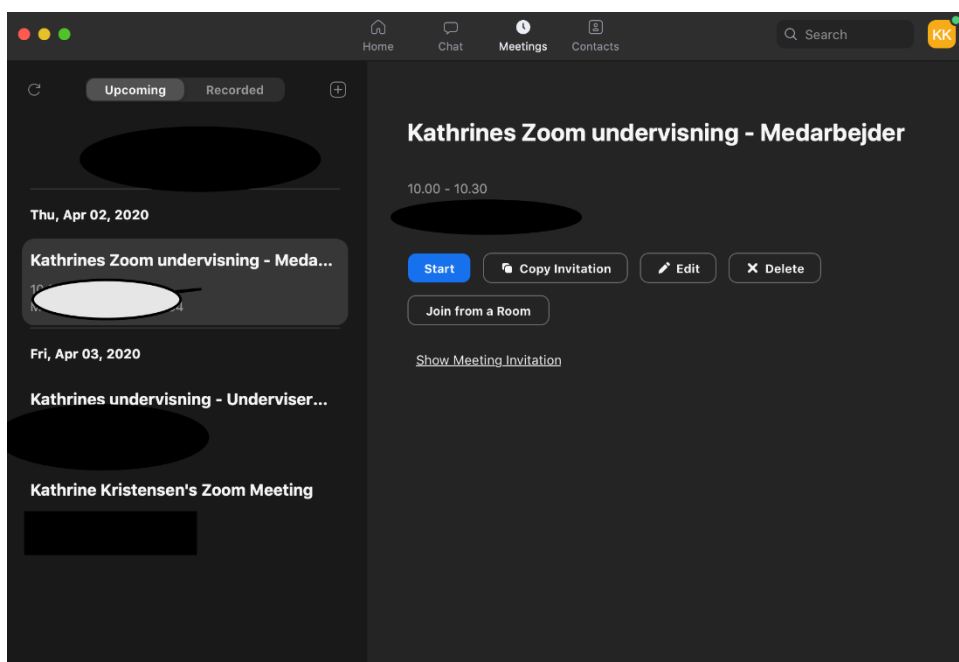 Home Chat Meetings Contacts Search KK
Upcoming Recorded
Kathrines Zoom undervisning - Medarbejder
10.00 - 10.30
Thu, Apr 02, 2020
Kathrines Zoom undervisning - Meda...
Start Copy Invitation Edit Delete
Join from a Room
Fri, Apr 03, 2020
Show Meeting Invitation
Kathrines undervisning - Underviser...
Kathrine Kristensen's Zoom Meeting